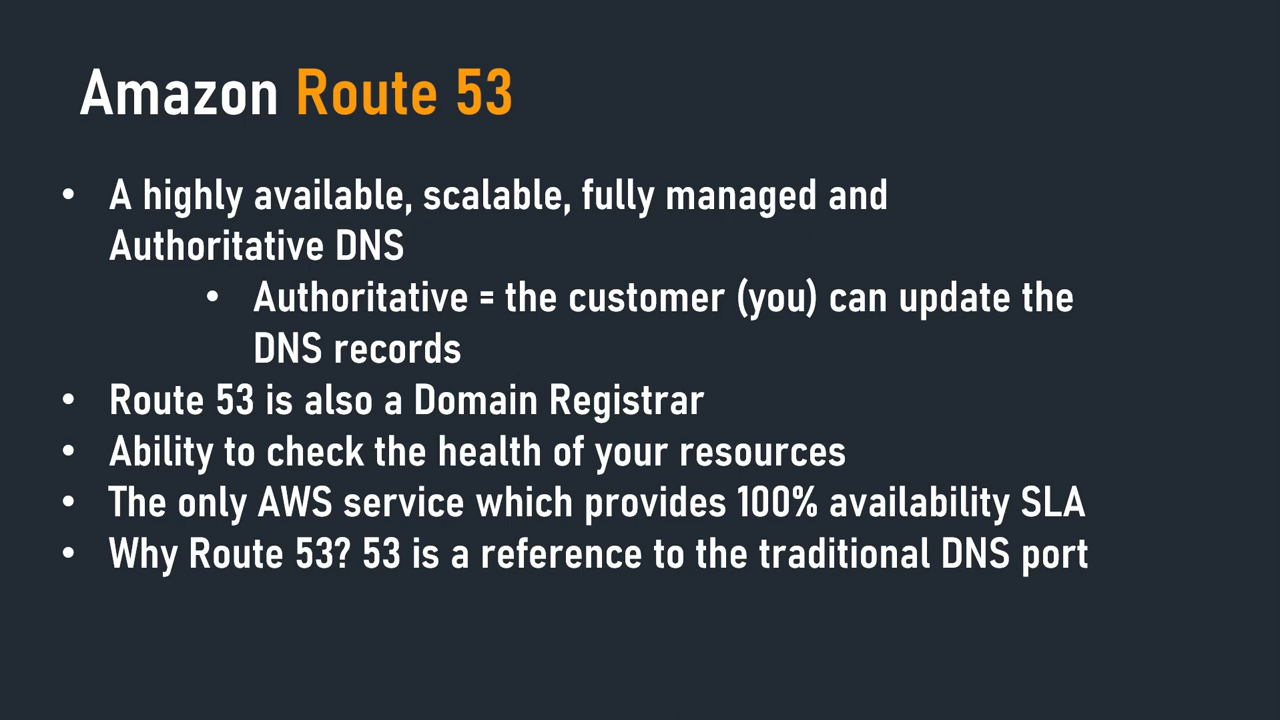 Amazon Route 53
• A highly available, scalable, fully managed and
Authoritative DNS
• Authoritative = the customer (you) can update the
DNS records
• Route 53 is also a Domain Registrar
• Ability to check the health of your resources
• The only AWS service which provides 100% availability SLA
• Why Route 53? 53 is a reference to the traditional DNS port